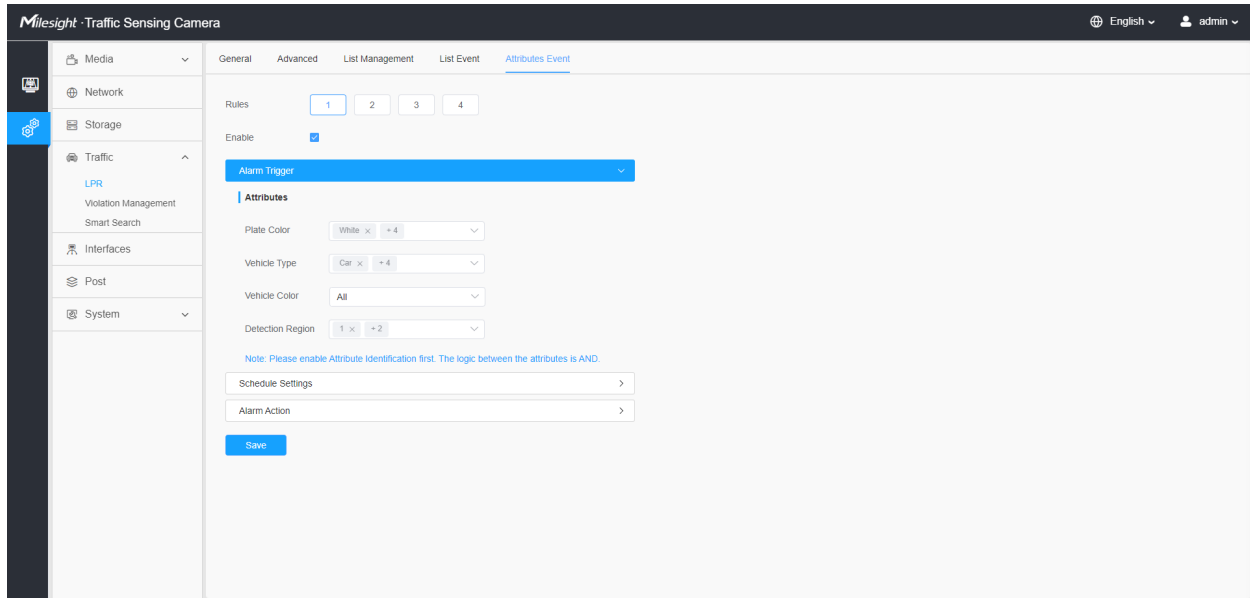 Milesight · Traffic Sensing Camera
English
admin
Media
Network
Storage
Traffic
LPR
Violation Management
Smart Search
Interfaces
Post
System
General Advanced List Management List Event Attributes Event
Rules 1 2 3 4
Enable
Alarm Trigger
Attributes
Plate Color White × + 4
Vehicle Type Car × + 4
Vehicle Color All
Detection Region 1 × + 2
Note: Please enable Attribute Identification first. The logic between the attributes is AND.
Schedule Settings
Alarm Action
Save